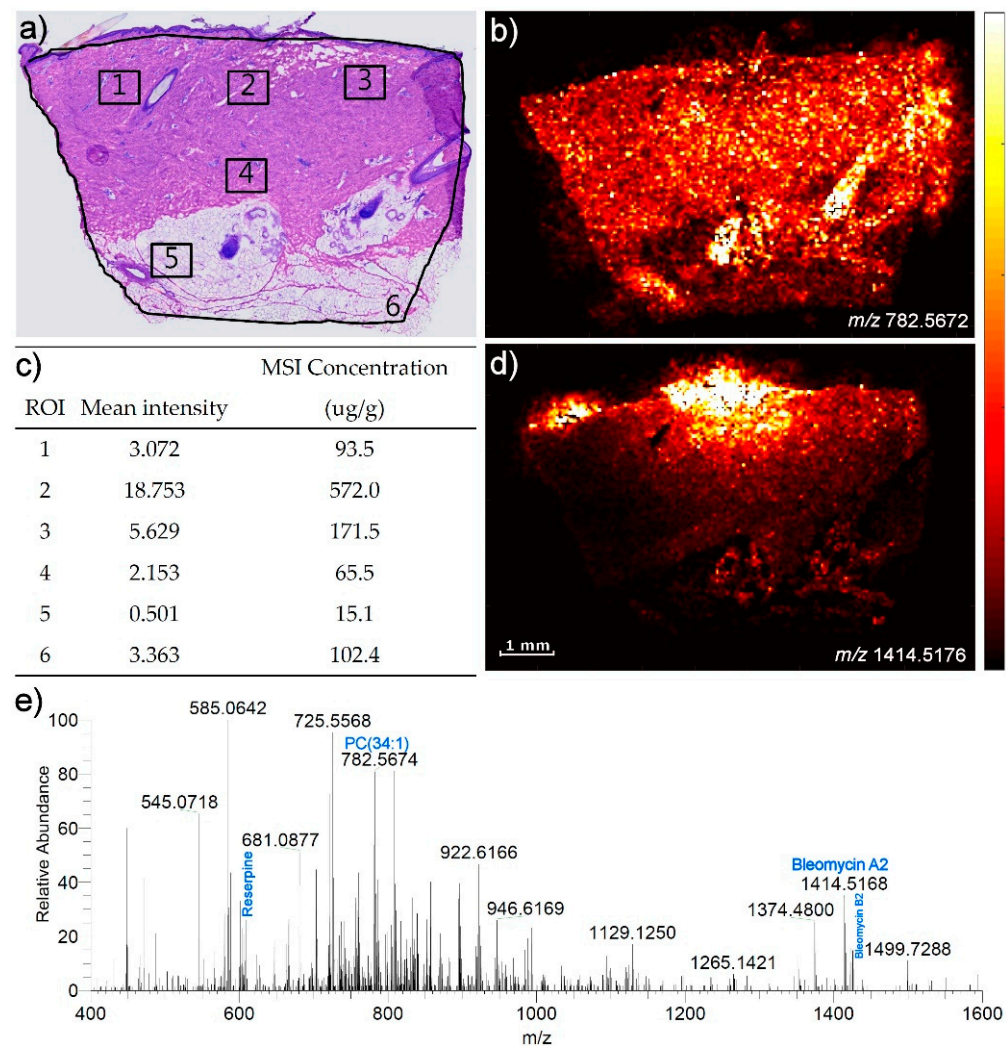 a)
1
2
3
4
5
6
b)
m/z 782.5672
c)
MSI Concentration
ROI Mean intensity (ug/g)
1 3.072 93.5
2 18.753 572.0
3 5.629 171.5
4 2.153 65.5
5 0.501 15.1
6 3.363 102.4
d)
1 mm
m/z 1414.5176
e)
Relative Abundance
100
80
60
40
20
0
585.0642
725.5568
PC(34:1)
782.5674
545.0718
681.0877
Reserpine
922.6166
946.6169
1129.1250
1265.1421
Bleomycin A2
1414.5168
1374.4800
Bleomycin B2
1499.7288
400 600 800 1000 1200 1400 1600
m/z